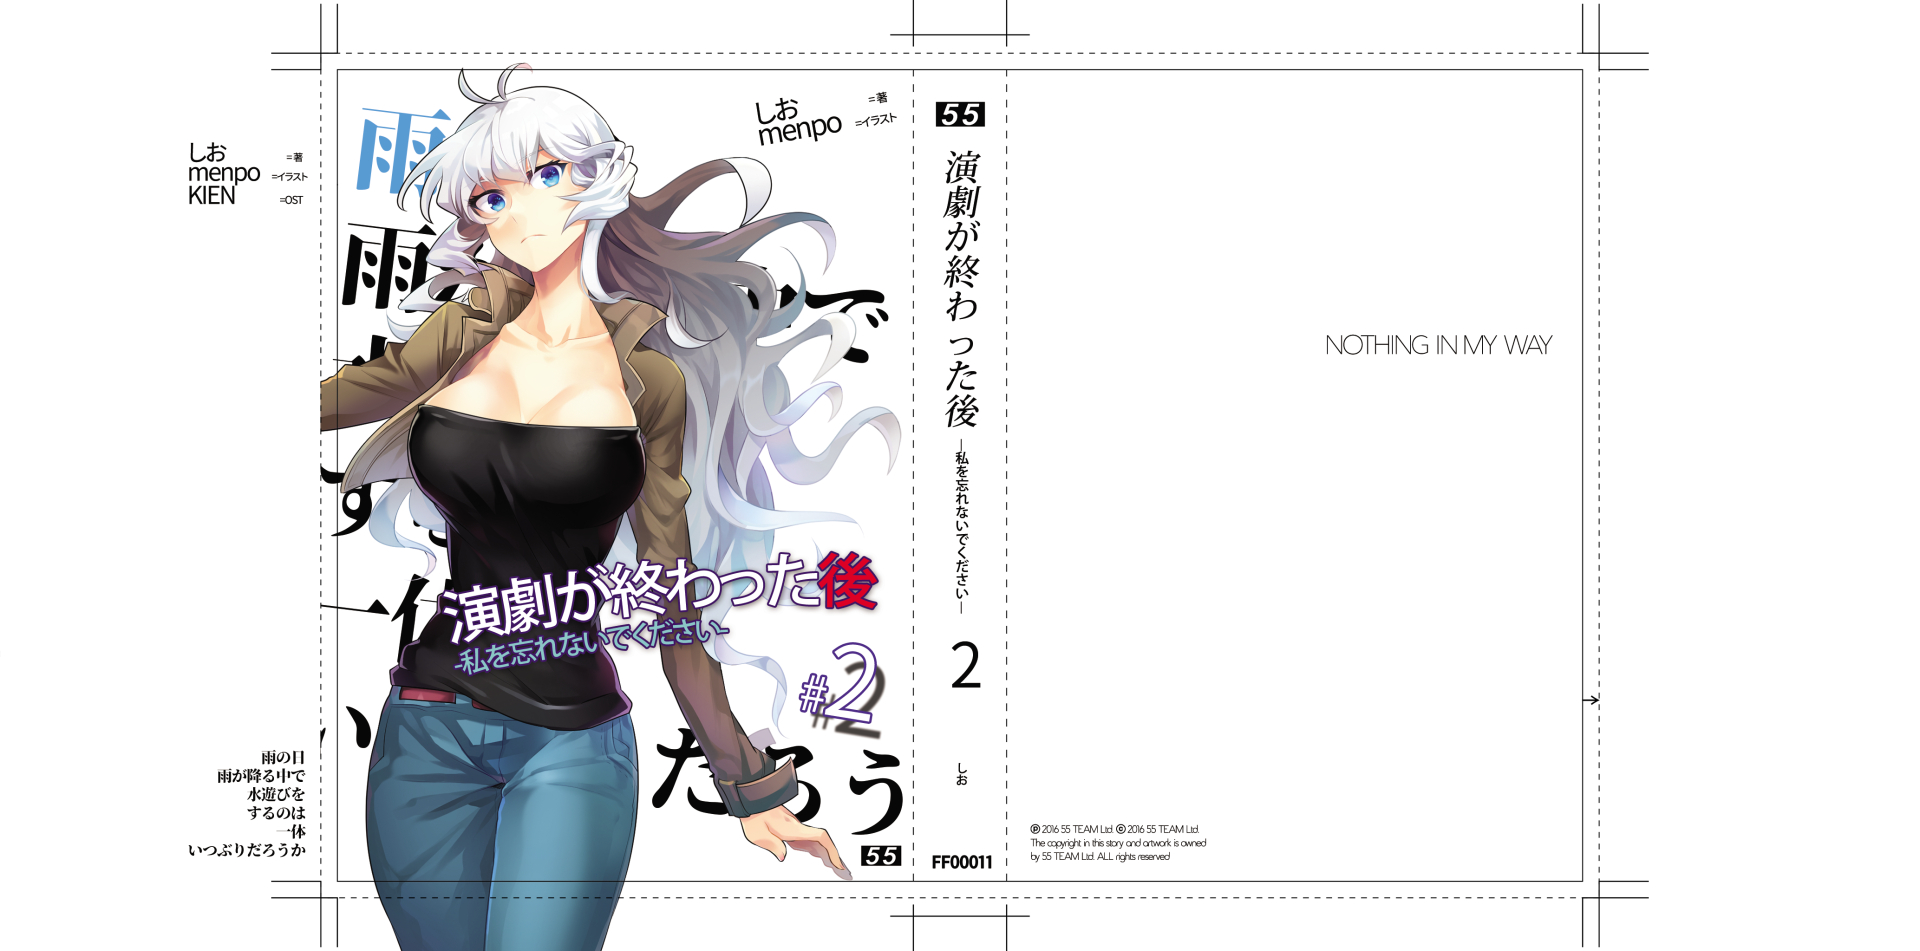 しお =著
menpo =イラスト
KIEN =OST
雨の日
雨が降る中で
水遊びを
するのは
一体
いつぶりだろうか
雨
雨
で
す
一体
い
だろう
しお =著
menpo =イラスト
演劇が終わった後
-私を忘れないでください-
#2
55
55
演劇が終わった後
—私を忘れないでください—
2
しお
FF00011
NOTHING IN MY WAY
Ⓟ 2016 55 TEAM Ltd. © 2016 55 TEAM Ltd.
The copyright in this story and artwork is owned
by 55 TEAM Ltd. ALL rights reserved